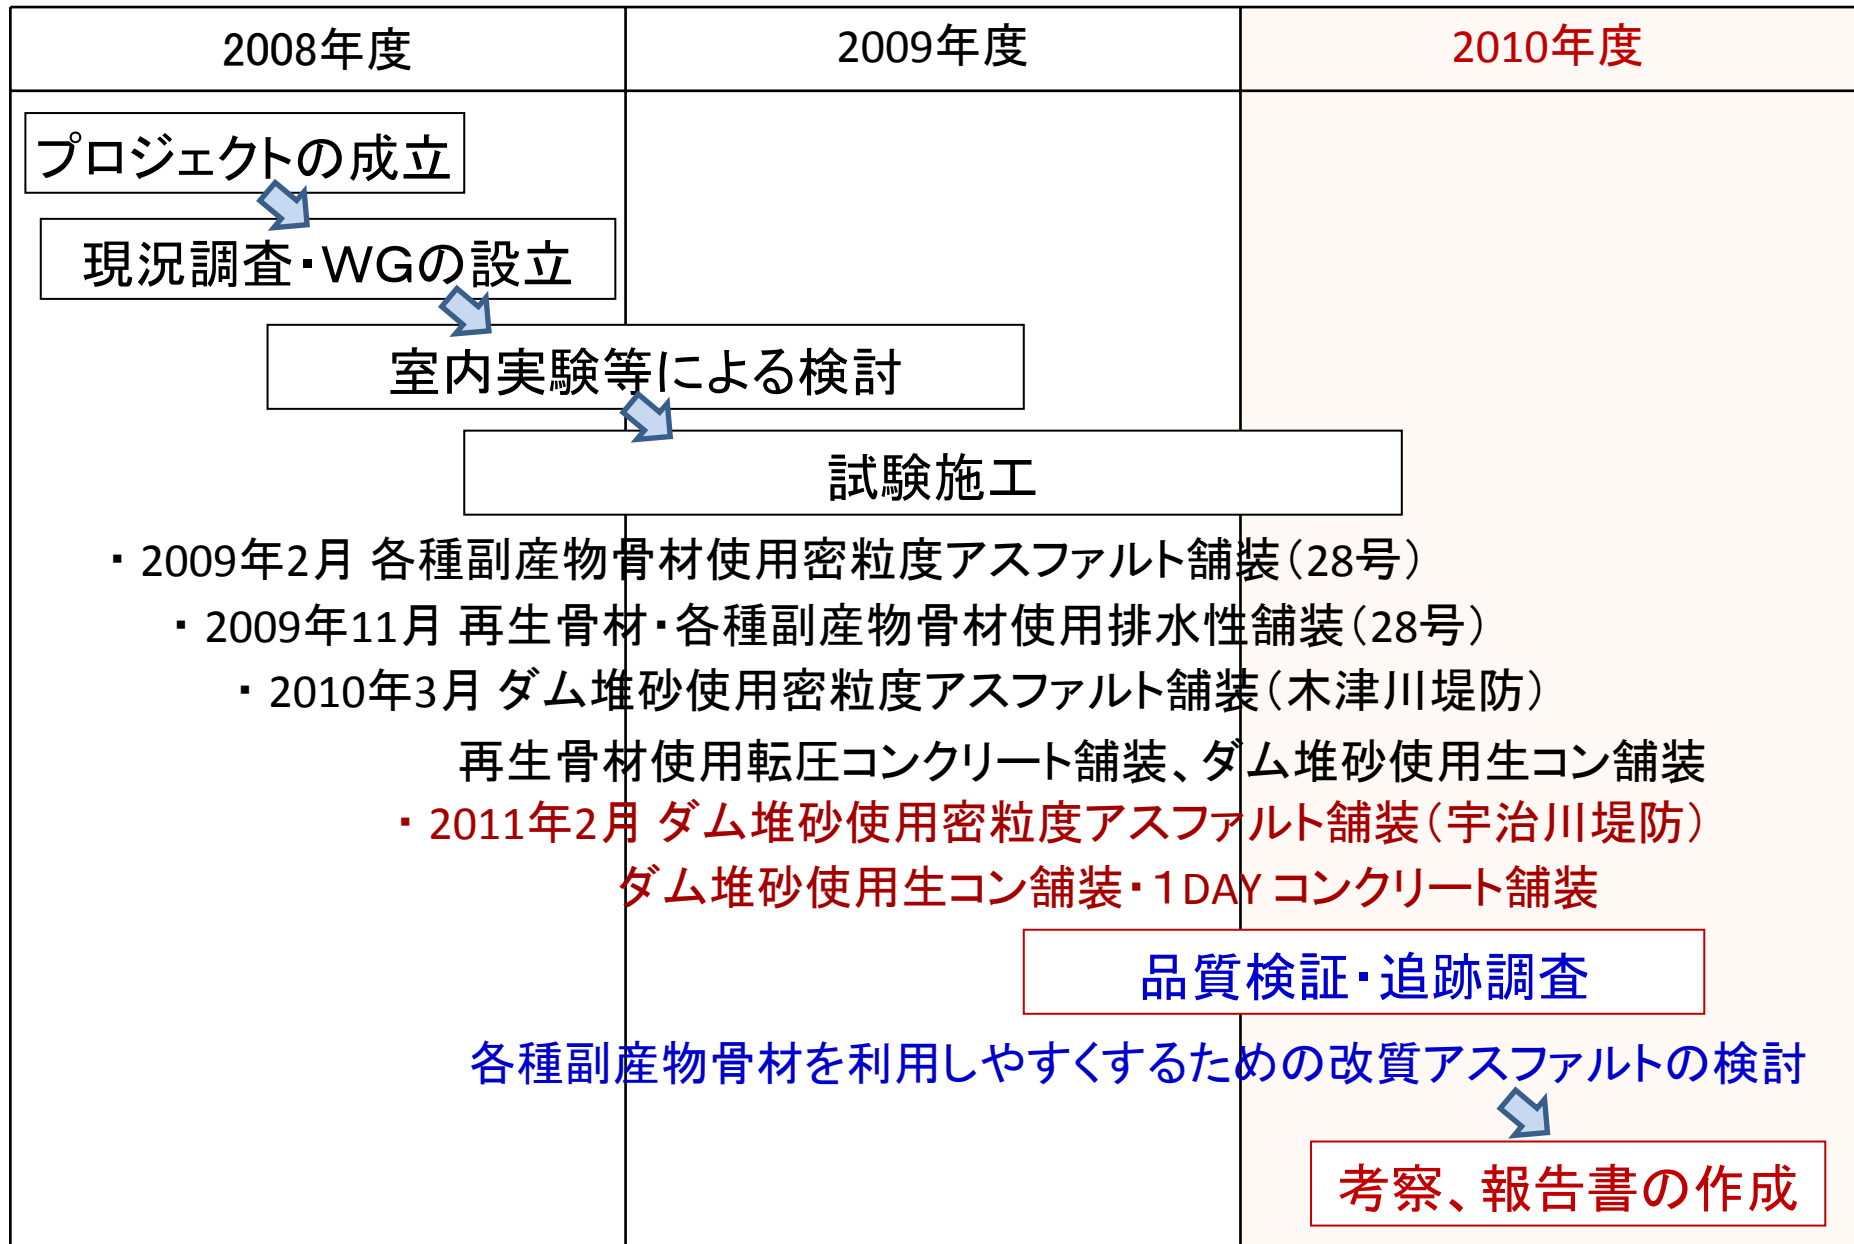 2008年度
2009年度
2010年度
プロジェクトの成立
現況調査・WGの設立
室内実験等による検討
試験施工
・2009年2月 各種副産物骨材使用密粒度アスファルト舗装（28号）
・2009年11月 再生骨材・各種副産物骨材使用排水性舗装（28号）
・2010年3月 ダム堆砂使用密粒度アスファルト舗装（木津川堤防）
再生骨材使用転圧コンクリート舗装、ダム堆砂使用生コン舗装
・2011年2月 ダム堆砂使用密粒度アスファルト舗装（宇治川堤防）
ダム堆砂使用生コン舗装・１DAY コンクリート舗装
品質検証・追跡調査
各種副産物骨材を利用しやすくするための改質アスファルトの検討
考察、報告書の作成